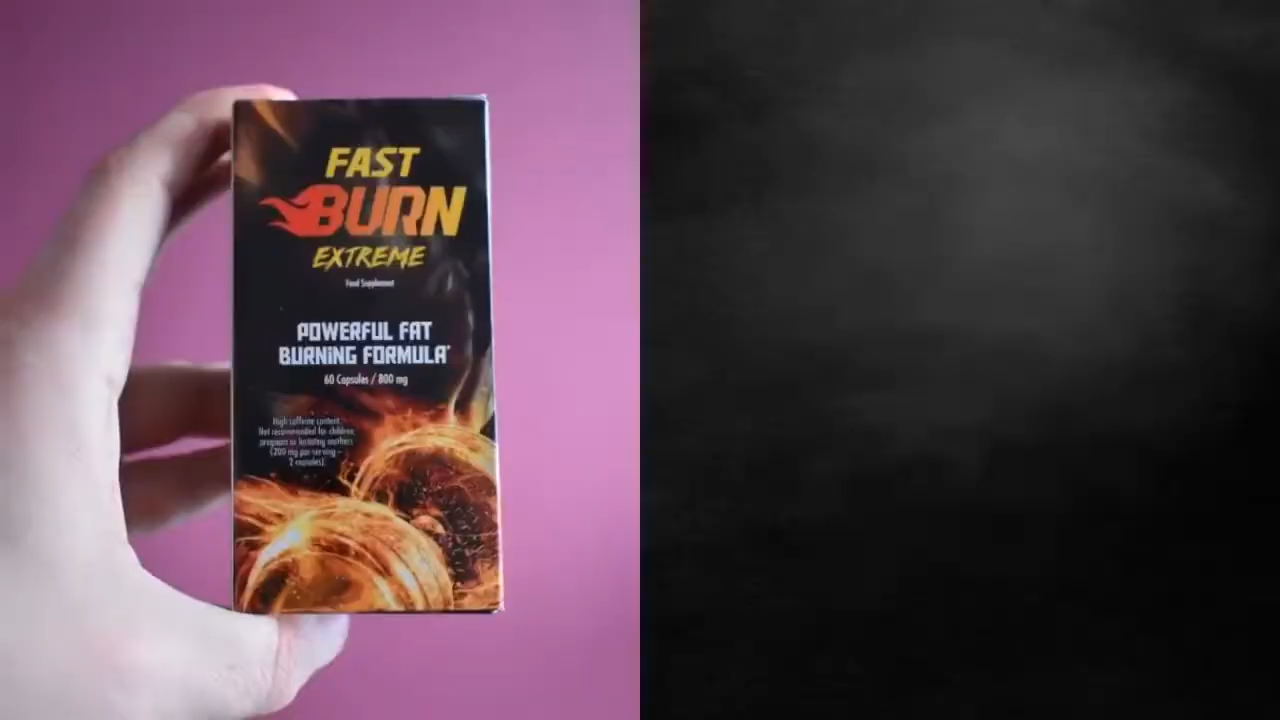 FAST
BURN
EXTREME
Food Supplement
POWERFUL FAT
BURNING FORMULA*
60 Capsules / 800 mg
High caffeine content.
Not recommended for children,
pregnant or lactating mothers
(200 mg per serving –
2 capsules).